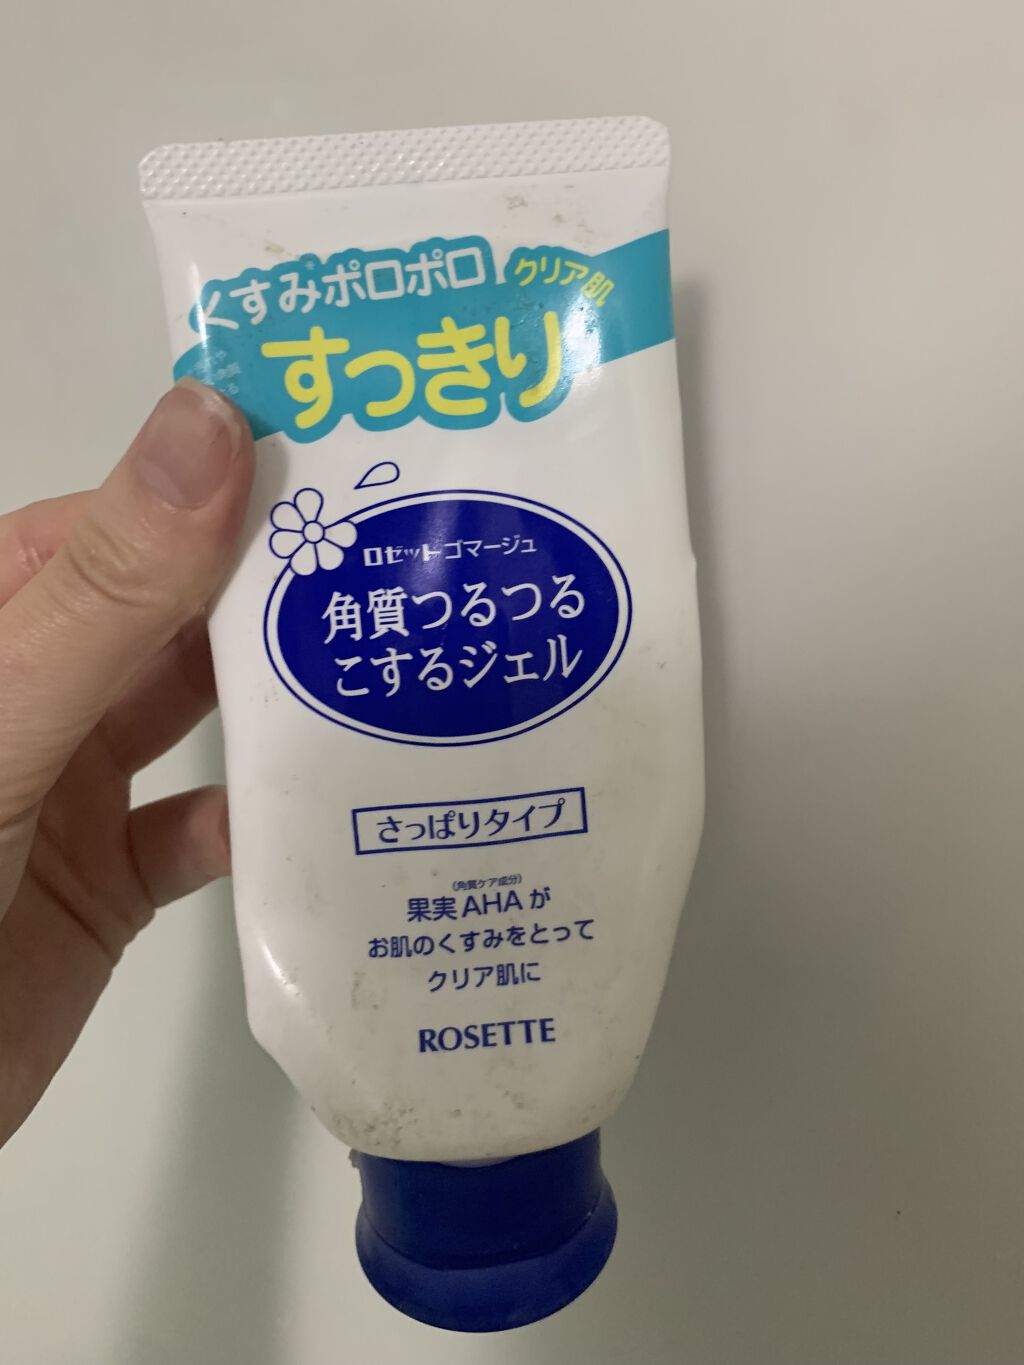 くすみ*ポロポロ クリア肌
すっきり
ロゼットゴマージュ
角質つるつる
こするジェル
さっぱりタイプ
(角質ケア成分)
果実AHAが
お肌のくすみをとって
クリア肌に
ROSETTE